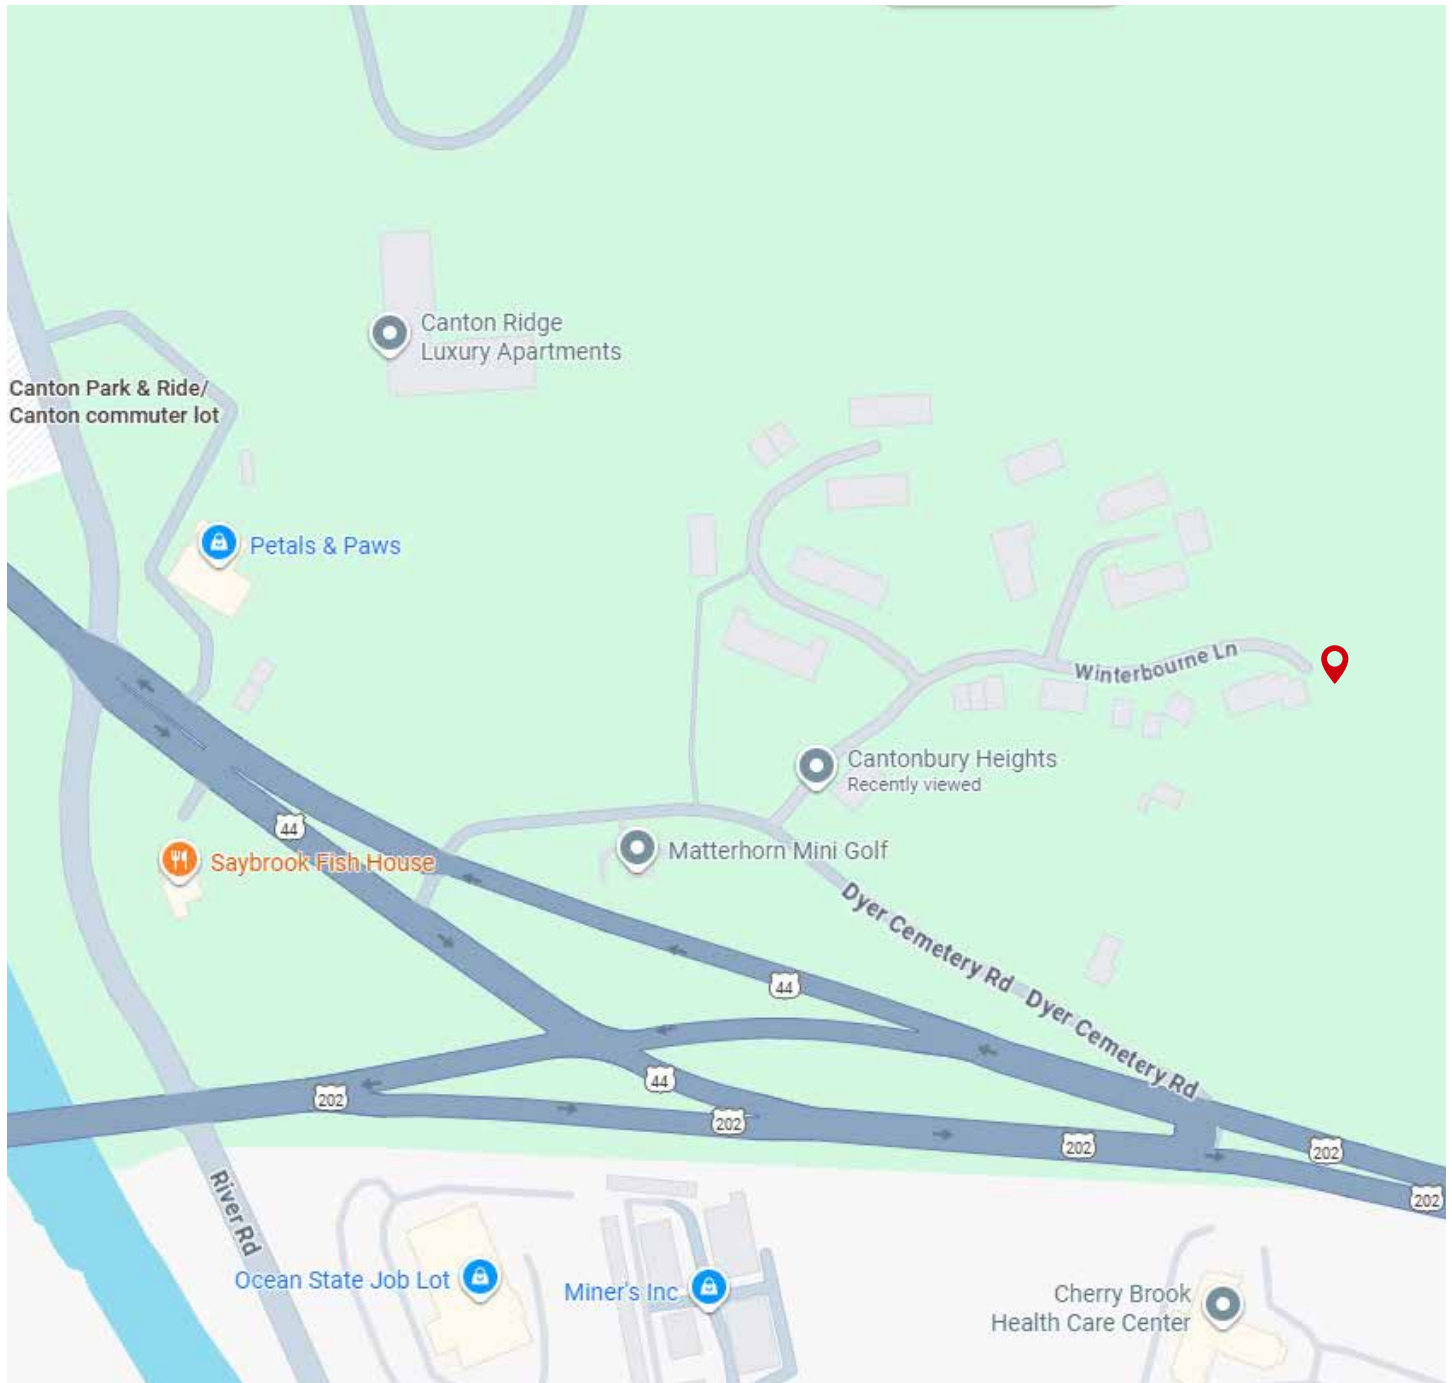 Canton Ridge
Luxury Apartments
Canton Park & Ride/
Canton commuter lot
Petals & Paws
Winterbourne Ln
Cantonbury Heights
Recently viewed
44
Saybrook Fish House
Matterhorn Mini Golf
Dyer Cemetery Rd
44
Dyer Cemetery Rd
44
202
202
202
202
202
River Rd
Ocean State Job Lot
Miner's Inc
Cherry Brook
Health Care Center